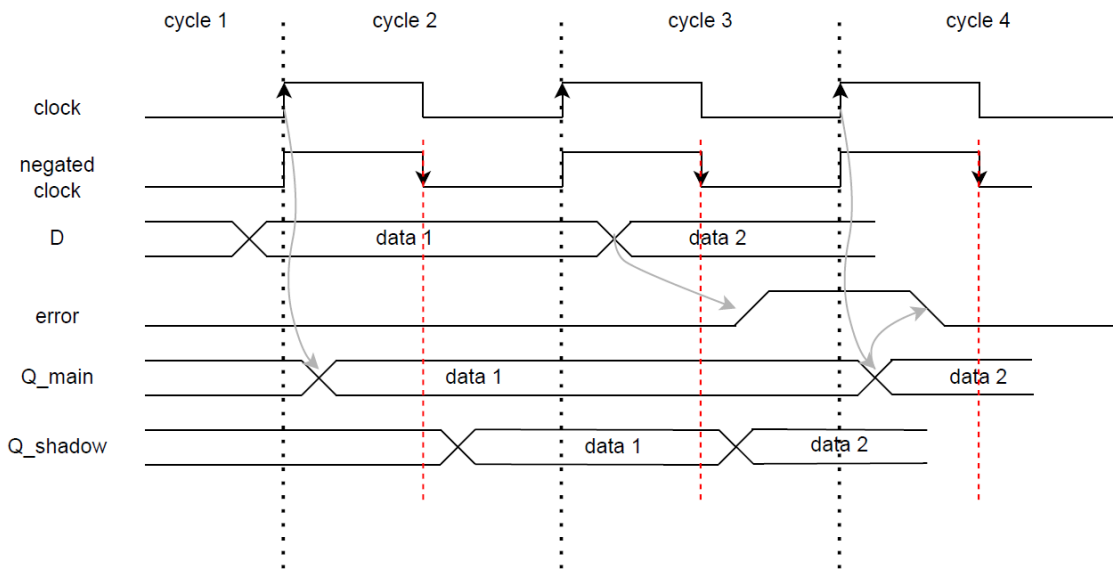 cycle 1
cycle 2
cycle 3
cycle 4
clock
negated
clock
D
data 1
data 2
error
Q_main
data 1
data 2
Q_shadow
data 1
data 2